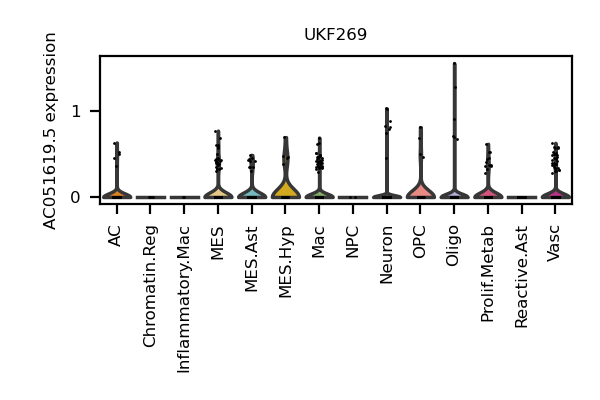 UKF269
AC051619.5 expression
1
0
AC
Chromatin.Reg
Inflammatory.Mac
MES
MES.Ast
MES.Hyp
Mac
NPC
Neuron
OPC
Oligo
Prolif.Metab
Reactive.Ast
Vasc